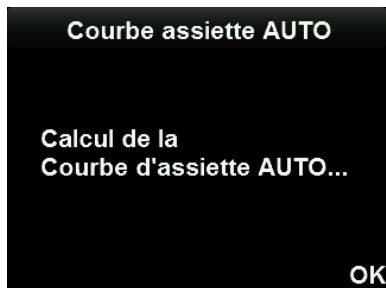 Courbe assiette AUTO
Calcul de la
Courbe d'assiette AUTO...
OK